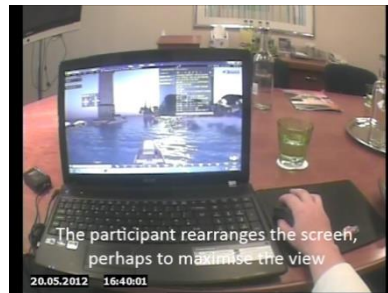 The participant rearranges the screen,
perhaps to maximise the view
20.05.2012 16:40:01